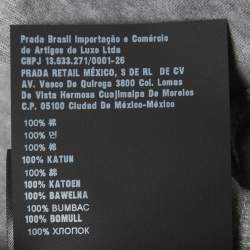 Prada Brasil Importação e Comércio
de Artigos de Luxo Ltda
CNPJ 13.833.271/0001-26
PRADA RETAIL MÉXICO, S DE RL DE CV
AV. Vasco De Quiroga 3800 Col. Lomas
De Vista Hermosa Cuajimalpa De Morelos
C.P. 05100 Ciudad De México-México
100% 棉
100% 면
100% 綿
100% KATUN
100% 棉
100% KATOEN
100% BAWEŁNA
100% BUMBAC
100% BOMULL
100% ХЛОПОК